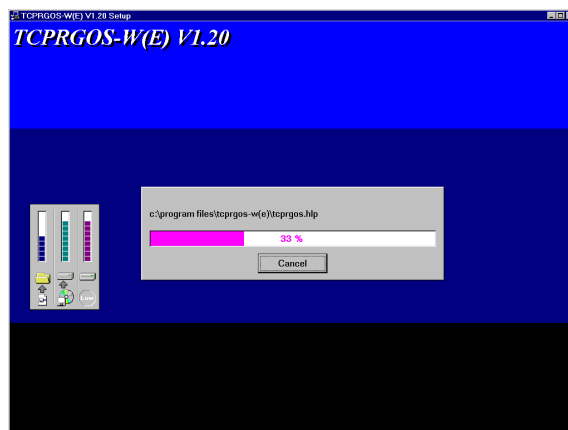 TCPRGOS-W(E) V1.20 Setup
TCPRGOS-W(E) V1.20
c:\program files\tcprgos-w(e)\tcprgos.hlp
33 %
Cancel